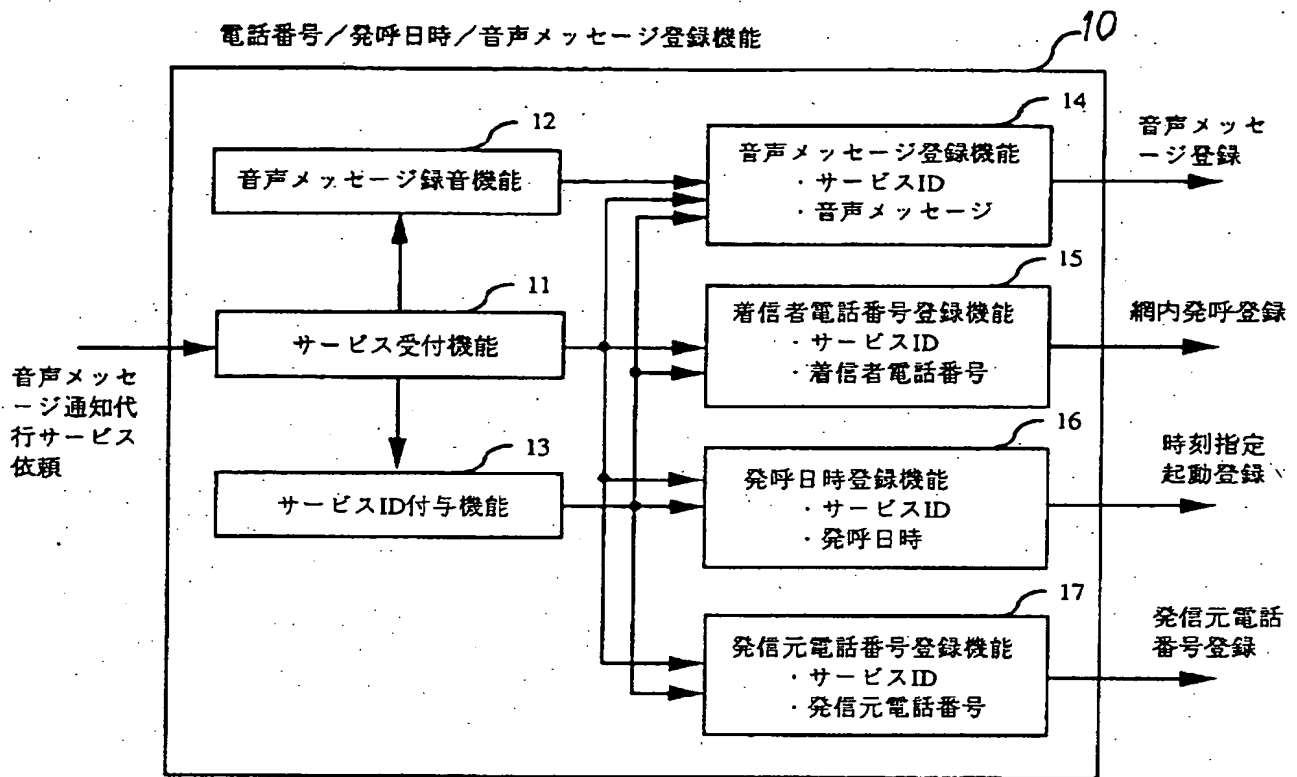 電話番号／発呼日時／音声メッセージ登録機能
10
12
音声メッセージ録音機能
14
音声メッセージ登録機能
・サービスID
・音声メッセージ
音声メッセ
ージ登録
11
サービス受付機能
15
着信者電話番号登録機能
・サービスID
・着信者電話番号
網内発呼登録
音声メッセ
ージ通知代
行サービス
依頼
13
サービスID付与機能
16
発呼日時登録機能
・サービスID
・発呼日時
時刻指定
起動登録
17
発信元電話番号登録機能
・サービスID
・発信元電話番号
発信元電話
番号登録